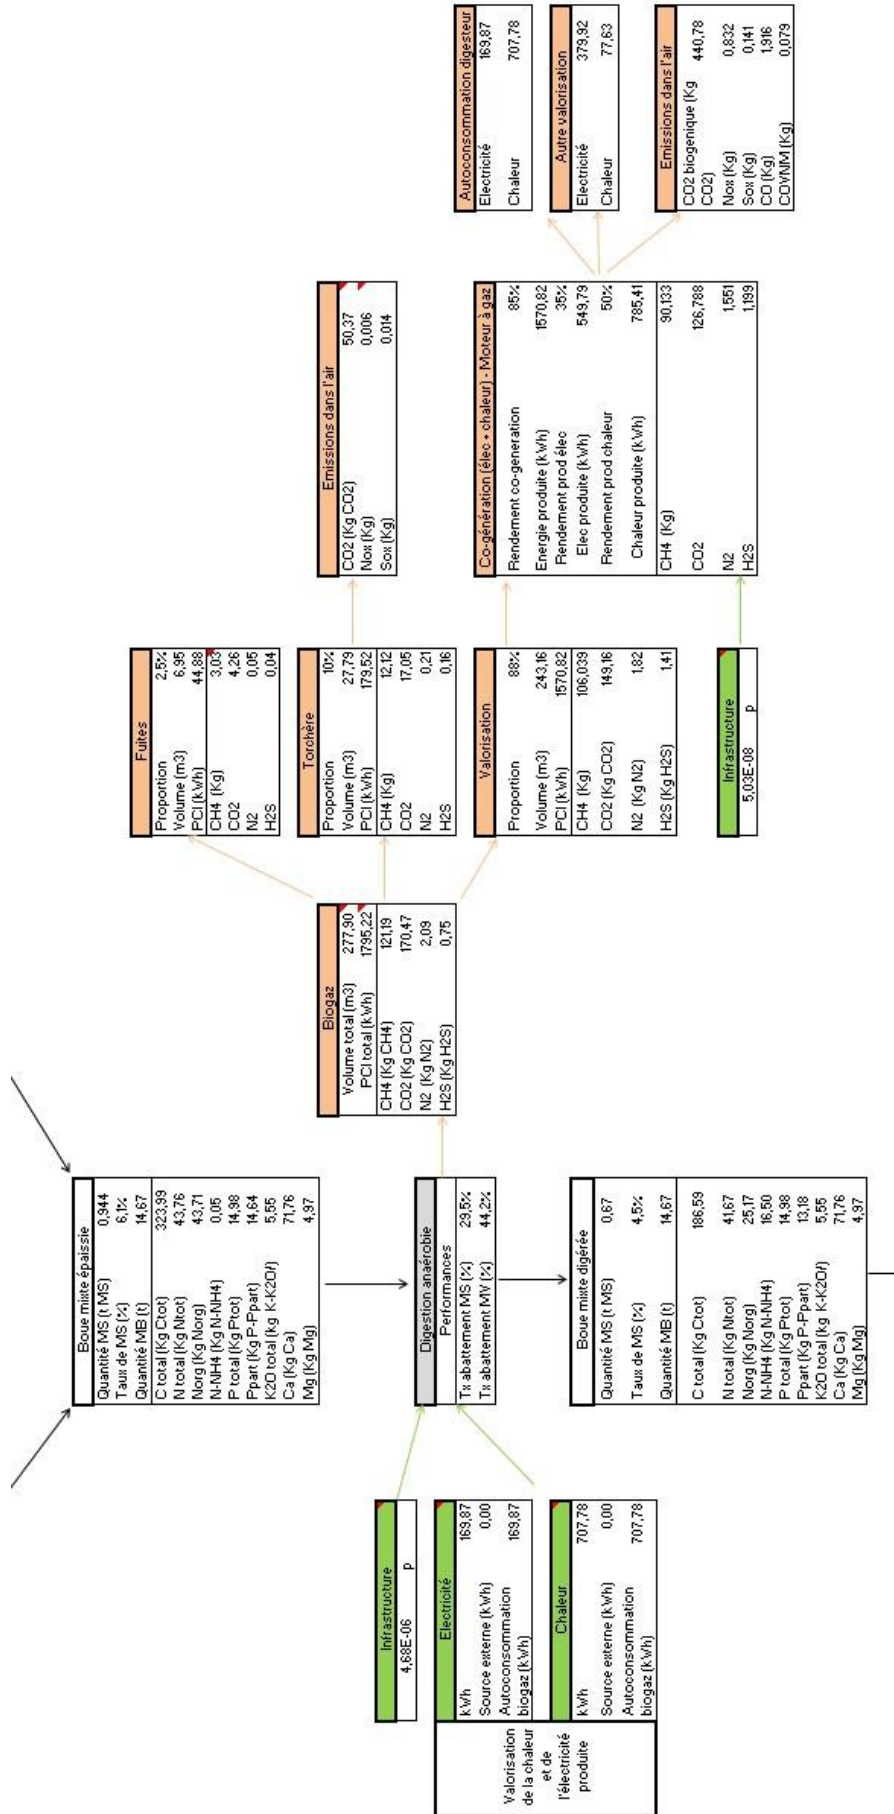 Boue mixte épaissie
Quantité MS (t MS) 0,944
Taux de MS (%) 6,1%
Quantité MB (t) 14,67
C total (Kg Ctot) 323,99
N total (Kg Ntot) 43,76
Norg (Kg Norg) 43,71
N-NH4 (Kg N-NH4) 0,05
P total (Kg Ptot) 14,98
Ppart (Kg P-Ppart) 14,64
K2O total (kg K-K2O/l) 5,55
Ca (Kg Ca) 71,76
Mg (Kg Mg) 4,97
Infrastructure
4,68E-06 p
Valorisation
de la chaleur
et de
l'électricité
produite
Electricité
kWh 169,87
Source externe (kWh) 0,00
Autoconsommation
biogaz (kWh) 169,87
Chaleur
kWh 707,78
Source externe (kWh) 0,00
Autoconsommation
biogaz (kWh) 707,78
Digestion anaérobie
Performances
Tx abattement MS (%) 29,5%
Tx abattement MV (%) 44,2%
Boue mixte digérée
Quantité MS (t MS) 0,67
Taux de MS (%) 4,5%
Quantité MB (t) 14,67
C total (Kg Ctot) 186,59
N total (Kg Ntot) 41,67
Norg (Kg Norg) 25,17
N-NH4 (Kg N-NH4) 16,50
P total (Kg Ptot) 14,98
Ppart (Kg P-Ppart) 13,18
K2O total (kg K-K2O/l) 5,55
Ca (Kg Ca) 71,76
Mg (Kg Mg) 4,97
Biogaz
Volume total (m3) 277,90
PCI total (kWh) 1795,22
CH4 (Kg CH4) 121,19
CO2 (Kg CO2) 170,47
N2 (Kg N2) 2,09
H2S (Kg H2S) 0,75
Fuites
Proportion 2,5%
Volume (m3) 6,95
PCI (kWh) 44,88
CH4 (Kg) 3,03
CO2 4,26
N2 0,05
H2S 0,04
Torchère
Proportion 10%
Volume (m3) 27,79
PCI (kWh) 179,52
CH4 (Kg) 12,12
CO2 17,05
N2 0,21
H2S 0,16
Valorisation
Proportion 88%
Volume (m3) 243,16
PCI (kWh) 1570,82
CH4 (Kg) 106,039
CO2 (Kg CO2) 149,16
N2 (Kg N2) 1,82
H2S (Kg H2S) 1,41
Infrastructure
5,03E-08 p
Emissions dans l'air
CO2 (Kg CO2) 50,37
Nox (Kg) 0,006
Sox (Kg) 0,014
Co-génération (élec + chaleur) - Moteur à gaz
Rendement co-generation 85%
Energie produite (kWh) 1570,82
Rendement prod élec 35%
Elec produite (kWh) 549,79
Rendement prod chaleur 50%
Chaleur produite (kWh) 785,41
CH4 (Kg) 90,133
CO2 126,788
N2 1,551
H2S 1,199
Autoconsommation digesteur
Electricité 169,87
Chaleur 707,78
Autre valorisation
Electricité 379,92
Chaleur 77,63
Emissions dans l'air
CO2 biogenique (Kg
CO2) 440,78
Nox (Kg) 0,832
Sox (Kg) 0,141
CO (Kg) 1,916
COVNM (Kg) 0,079